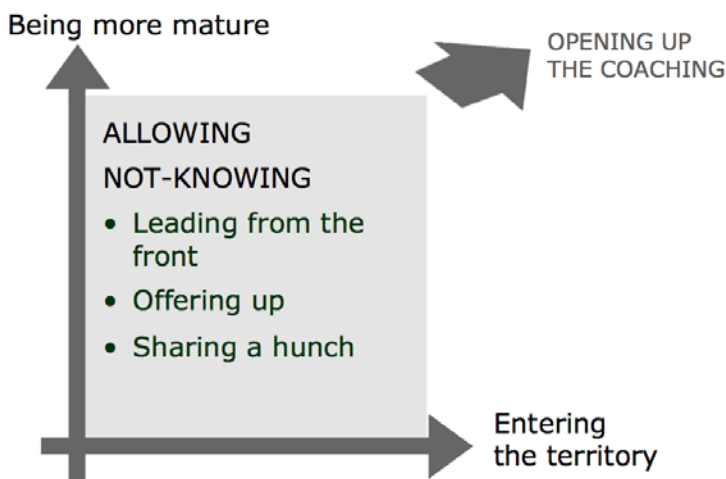 Being more mature
OPENING UP
THE COACHING
ALLOWING
NOT-KNOWING
• Leading from the
front
• Offering up
• Sharing a hunch
Entering
the territory